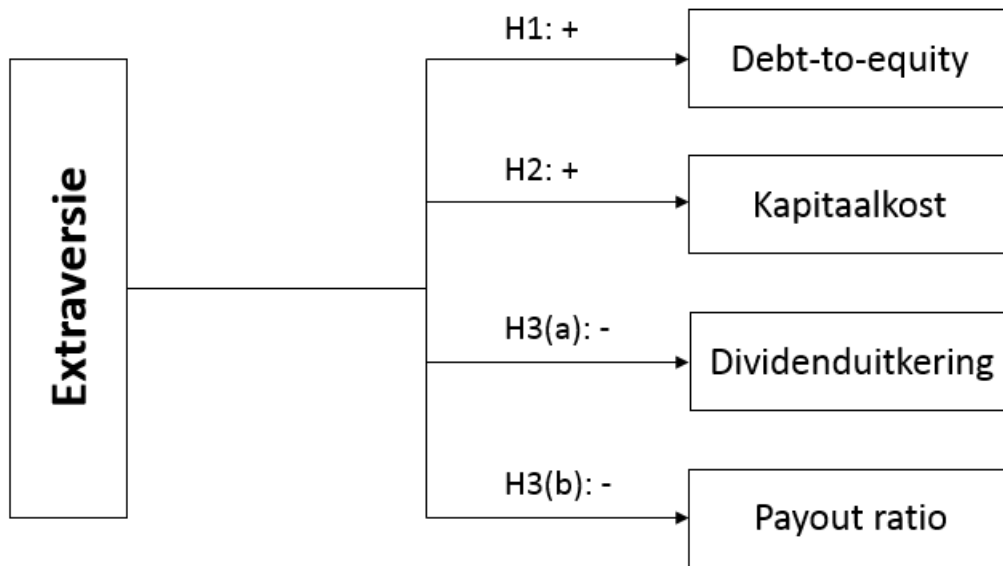 Extraversie
H1: +
Debt-to-equity
H2: +
Kapitaalkost
H3(a): -
Dividenduitkering
H3(b): -
Payout ratio